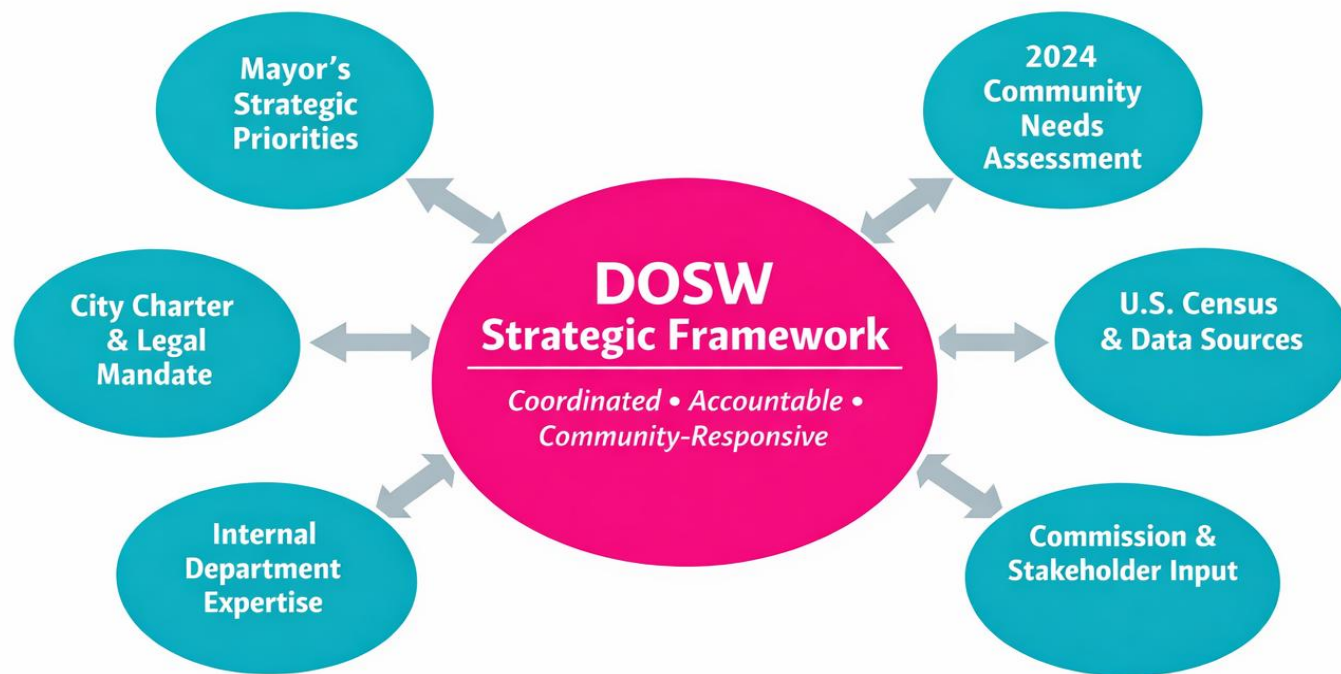 Mayor's
Strategic
Priorities
2024
Community
Needs
Assessment
DOSW
Strategic Framework
Coordinated • Accountable •
Community-Responsive
City Charter
& Legal
Mandate
U.S. Census
& Data Sources
Internal
Department
Expertise
Commission &
Stakeholder Input